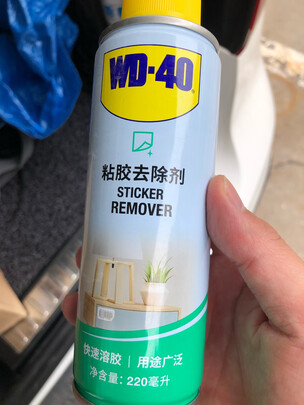 WD-40
粘胶去除剂
STICKER
REMOVER
快速溶胶 | 用途广泛
净含量: 220毫升